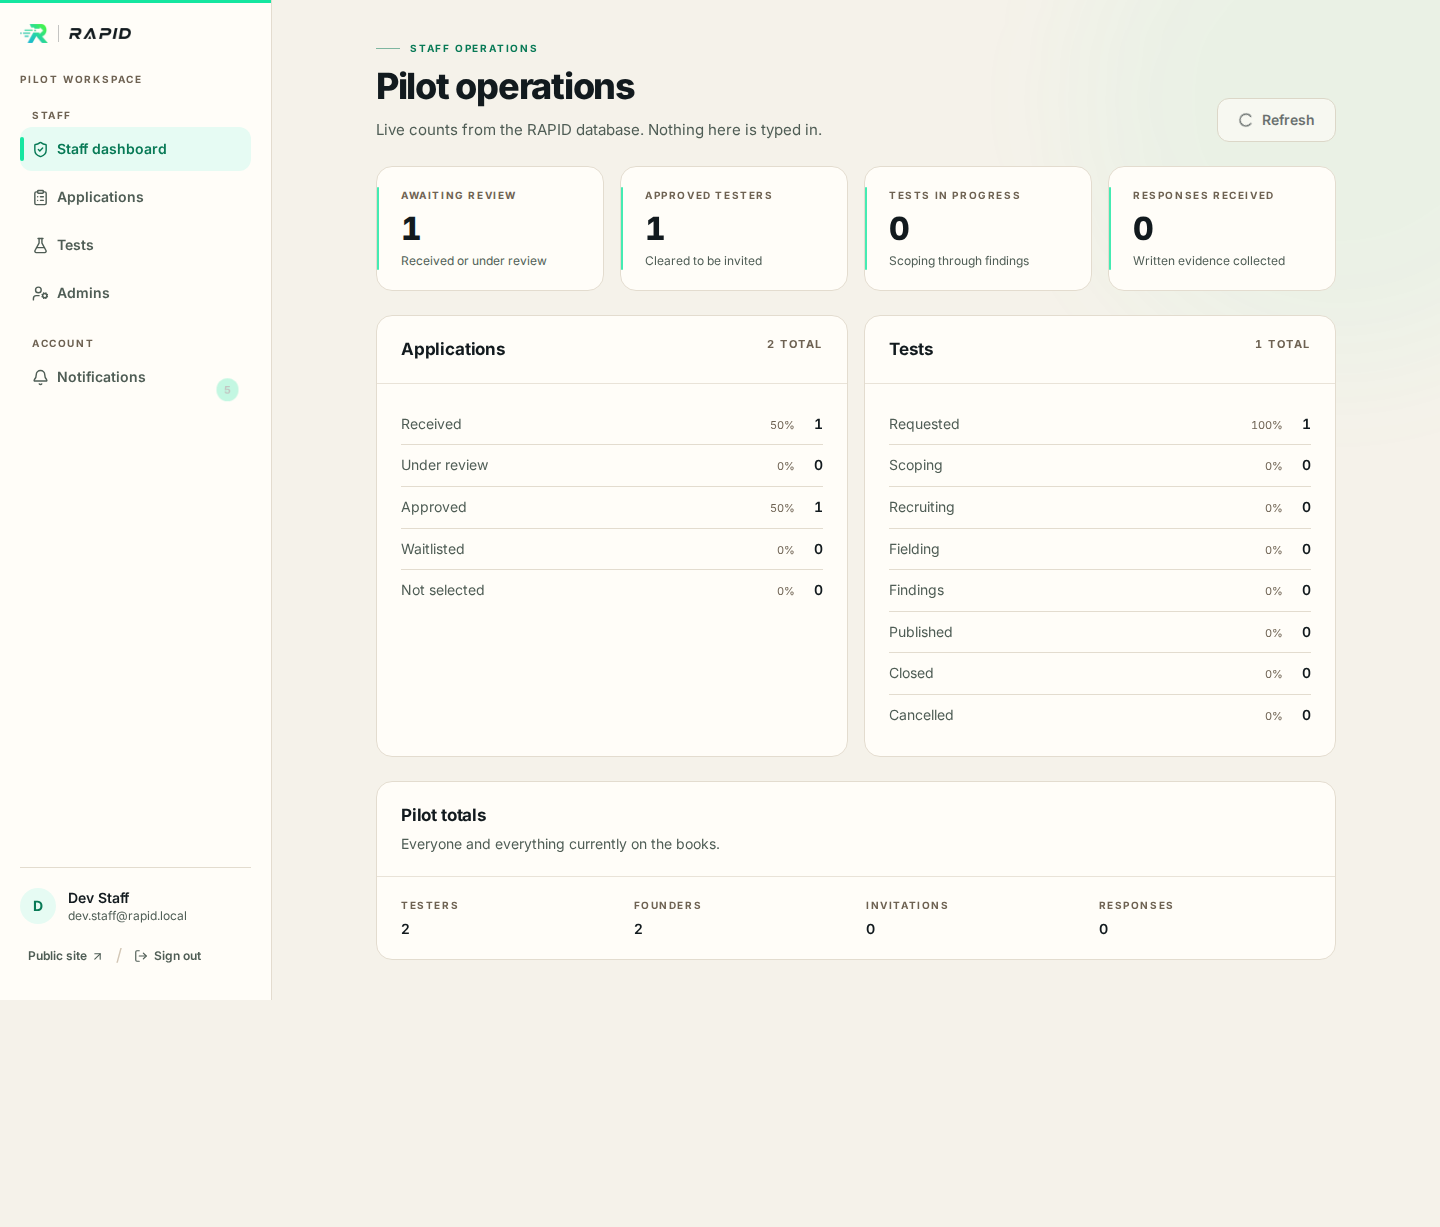 RAPID
PILOT WORKSPACE
STAFF
Staff dashboard
Applications
Tests
Admins
ACCOUNT
Notifications
5
Dev Staff
D
dev.staff@rapid.local
Public site
/
Sign out
STAFF OPERATIONS
Pilot operations
Live counts from the RAPID database. Nothing here is typed in.
Refresh
AWAITING REVIEW
1
Received or under review
APPROVED TESTERS
1
Cleared to be invited
TESTS IN PROGRESS
0
Scoping through findings
RESPONSES RECEIVED
0
Written evidence collected
Applications
2 TOTAL
Received 50% 1
Under review 0% 0
Approved 50% 1
Waitlisted 0% 0
Not selected 0% 0
Tests
1 TOTAL
Requested 100% 1
Scoping 0% 0
Recruiting 0% 0
Fielding 0% 0
Findings 0% 0
Published 0% 0
Closed 0% 0
Cancelled 0% 0
Pilot totals
Everyone and everything currently on the books.
TESTERS
2
FOUNDERS
2
INVITATIONS
0
RESPONSES
0